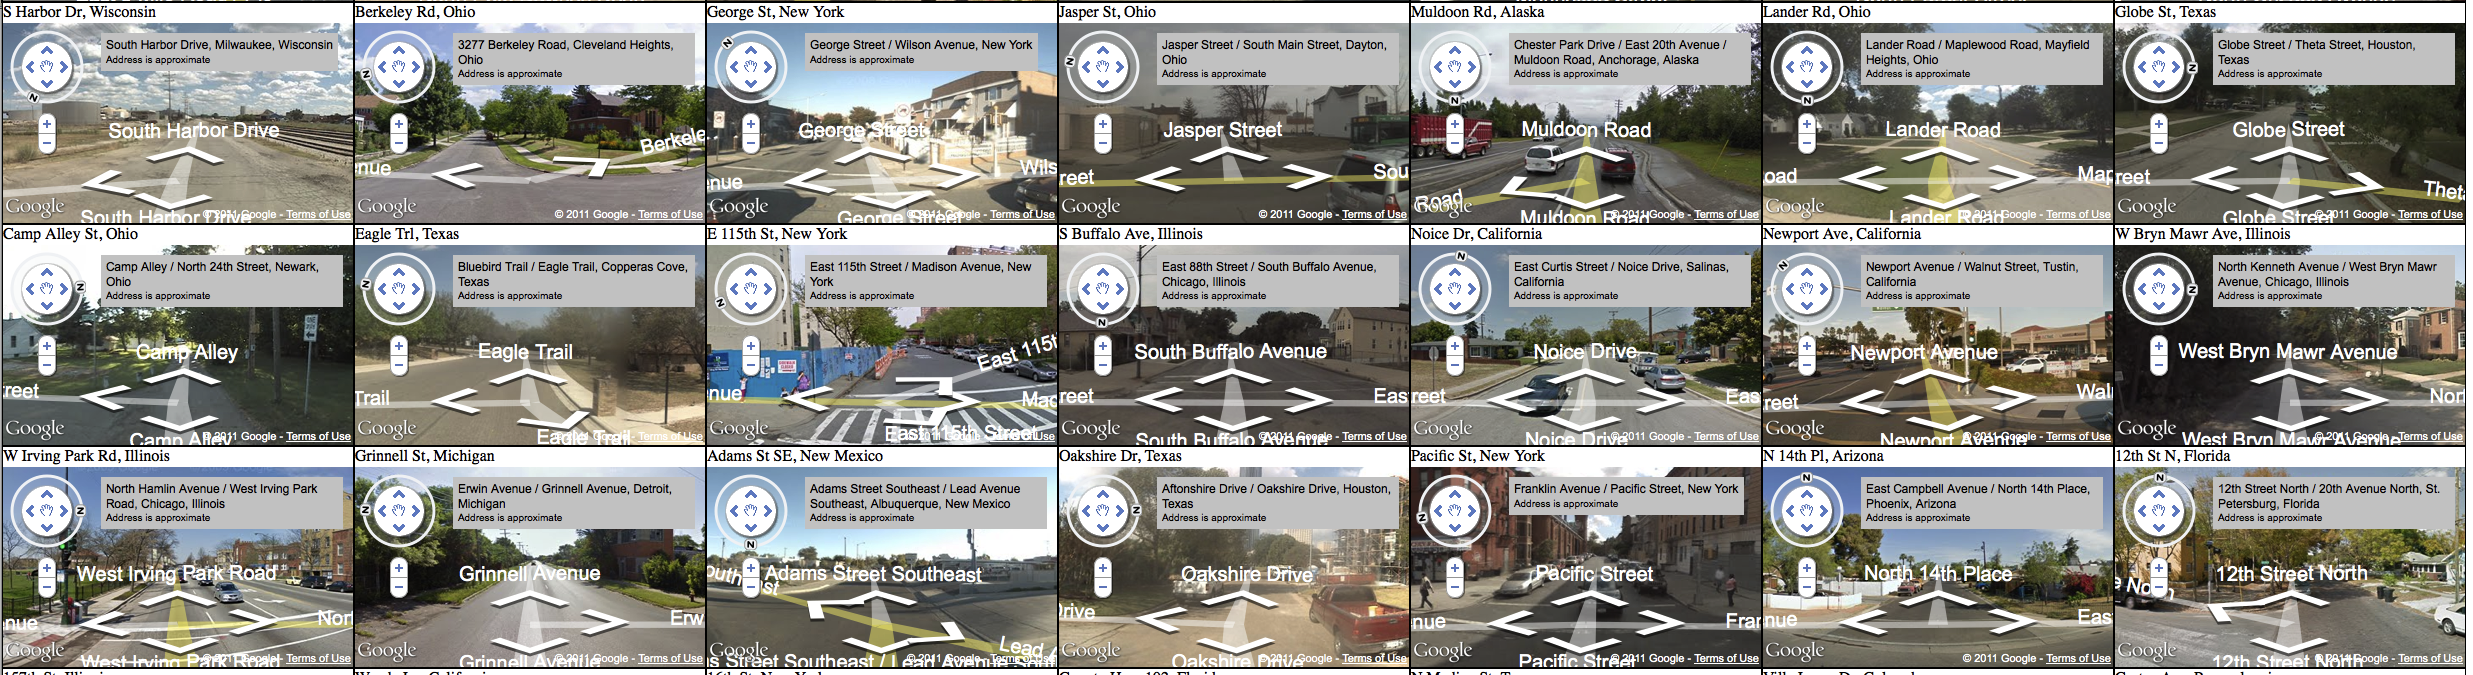 S Harbor Dr, Wisconsin
South Harbor Drive, Milwaukee, Wisconsin
Address is approximate
N
South Harbor Drive
South Harbor Drive
Google
© 2011 Google - Terms of Use
Berkeley Rd, Ohio
3277 Berkeley Road, Cleveland Heights,
Ohio
Address is approximate
N
Berkele
nue
Google
© 2011 Google - Terms of Use
George St, New York
George Street / Wilson Avenue, New York
Address is approximate
N
George Street
Wils
nue
George Street
Google
© 2011 Google - Terms of Use
Jasper St, Ohio
Jasper Street / South Main Street, Dayton,
Ohio
Address is approximate
N
Jasper Street
reet
Sou
Google
© 2011 Google - Terms of Use
Muldoon Rd, Alaska
Chester Park Drive / East 20th Avenue /
Muldoon Road, Anchorage, Alaska
Address is approximate
N
Muldoon Road
Road
Muldoon Road
Google
© 2011 Google - Terms of Use
Lander Rd, Ohio
Lander Road / Maplewood Road, Mayfield
Heights, Ohio
Address is approximate
N
Lander Road
oad
Map
Lander Road
Google
© 2011 Google - Terms of Use
Globe St, Texas
Globe Street / Theta Street, Houston,
Texas
Address is approximate
N
Globe Street
reet
Thet
Globe Street
Google
© 2011 Google - Terms of Use
Camp Alley St, Ohio
Camp Alley / North 24th Street, Newark,
Ohio
Address is approximate
N
ONE
Camp Alley
reet
Camp Alley
Google
© 2011 Google - Terms of Use
Eagle Trl, Texas
Bluebird Trail / Eagle Trail, Copperas Cove,
Texas
Address is approximate
N
Eagle Trail
Trail
Eagle Trail
Google
© 2011 Google - Terms of Use
E 115th St, New York
East 115th Street / Madison Avenue, New
York
Address is approximate
N
East 115t
nue
Mad
East 115th Street
Google
© 2011 Google - Terms of Use
S Buffalo Ave, Illinois
East 88th Street / South Buffalo Avenue,
Chicago, Illinois
Address is approximate
N
South Buffalo Avenue
reet
Eas
South Buffalo Avenue
Google
© 2011 Google - Terms of Use
Noice Dr, California
East Curtis Street / Noice Drive, Salinas,
California
Address is approximate
N
Noice Drive
reet
Eas
Noice Drive
Google
© 2011 Google - Terms of Use
Newport Ave, California
Newport Avenue / Walnut Street, Tustin,
California
Address is approximate
N
Newport Avenue
reet
Wal
Newport Avenue
Google
© 2011 Google - Terms of Use
W Bryn Mawr Ave, Illinois
North Kenneth Avenue / West Bryn Mawr
Avenue, Chicago, Illinois
Address is approximate
N
West Bryn Mawr Avenue
Nort
West Bryn Mawr Avenue
Google
© 2011 Google - Terms of Use
W Irving Park Rd, Illinois
North Hamlin Avenue / West Irving Park
Road, Chicago, Illinois
Address is approximate
N
West Irving Park Road
nue
Nor
West Irving Park Road
Google
© 2011 Google - Terms of Use
Grinnell St, Michigan
Erwin Avenue / Grinnell Avenue, Detroit,
Michigan
Address is approximate
N
Grinnell Avenue
Erw
Grinnell Avenue
Google
© 2011 Google - Terms of Use
Adams St SE, New Mexico
Adams Street Southeast / Lead Avenue
Southeast, Albuquerque, New Mexico
Address is approximate
N
Adams Street Southeast
Lead A
s Street Southeast / Lead Avenue Sout
Google
© 2011 Google - Terms of Use
Oakshire Dr, Texas
Aftonshire Drive / Oakshire Drive, Houston,
Texas
Address is approximate
N
Oakshire Drive
Drive
Oakshire Drive
Google
© 2011 Google - Terms of Use
Pacific St, New York
Franklin Avenue / Pacific Street, New York
Address is approximate
N
Pacific Street
nue
Fran
Pacific Street
Google
© 2011 Google - Terms of Use
N 14th Pl, Arizona
East Campbell Avenue / North 14th Place,
Phoenix, Arizona
Address is approximate
N
North 14th Place
nue
East
Google
© 2011 Google - Terms of Use
12th St N, Florida
12th Street North / 20th Avenue North, St.
Petersburg, Florida
Address is approximate
N
12th Street North
e North
12th Street North
Google
© 2011 Google - Terms of Use